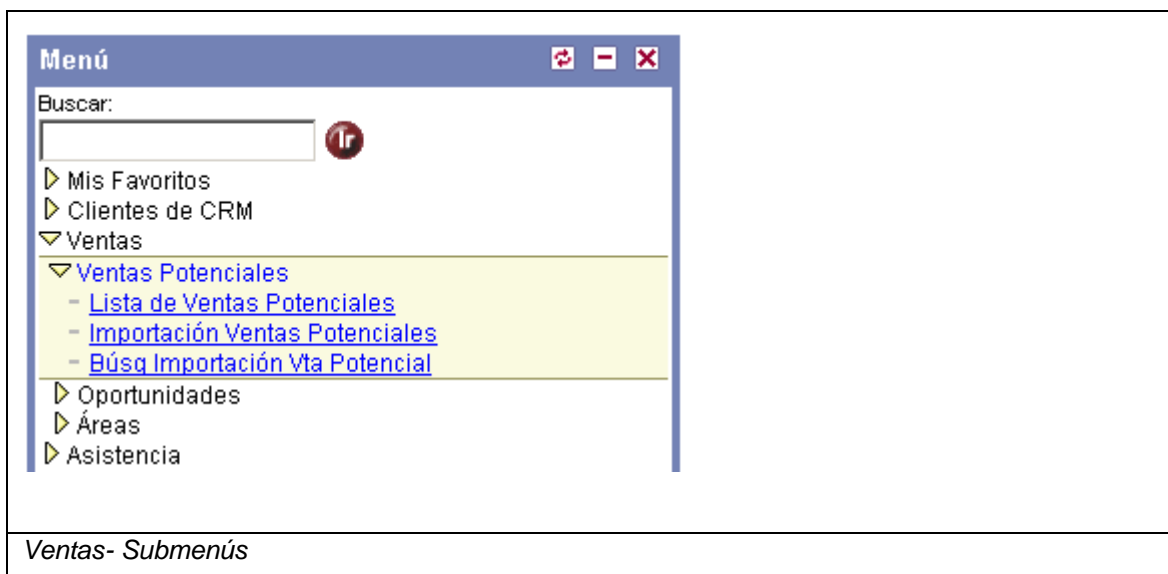 Menú
Buscar:
Ir
Mis Favoritos
Clientes de CRM
Ventas
Ventas Potenciales
- Lista de Ventas Potenciales
- Importación Ventas Potenciales
- Búsq Importación Vta Potencial
Oportunidades
Áreas
Asistencia
Ventas- Submenús